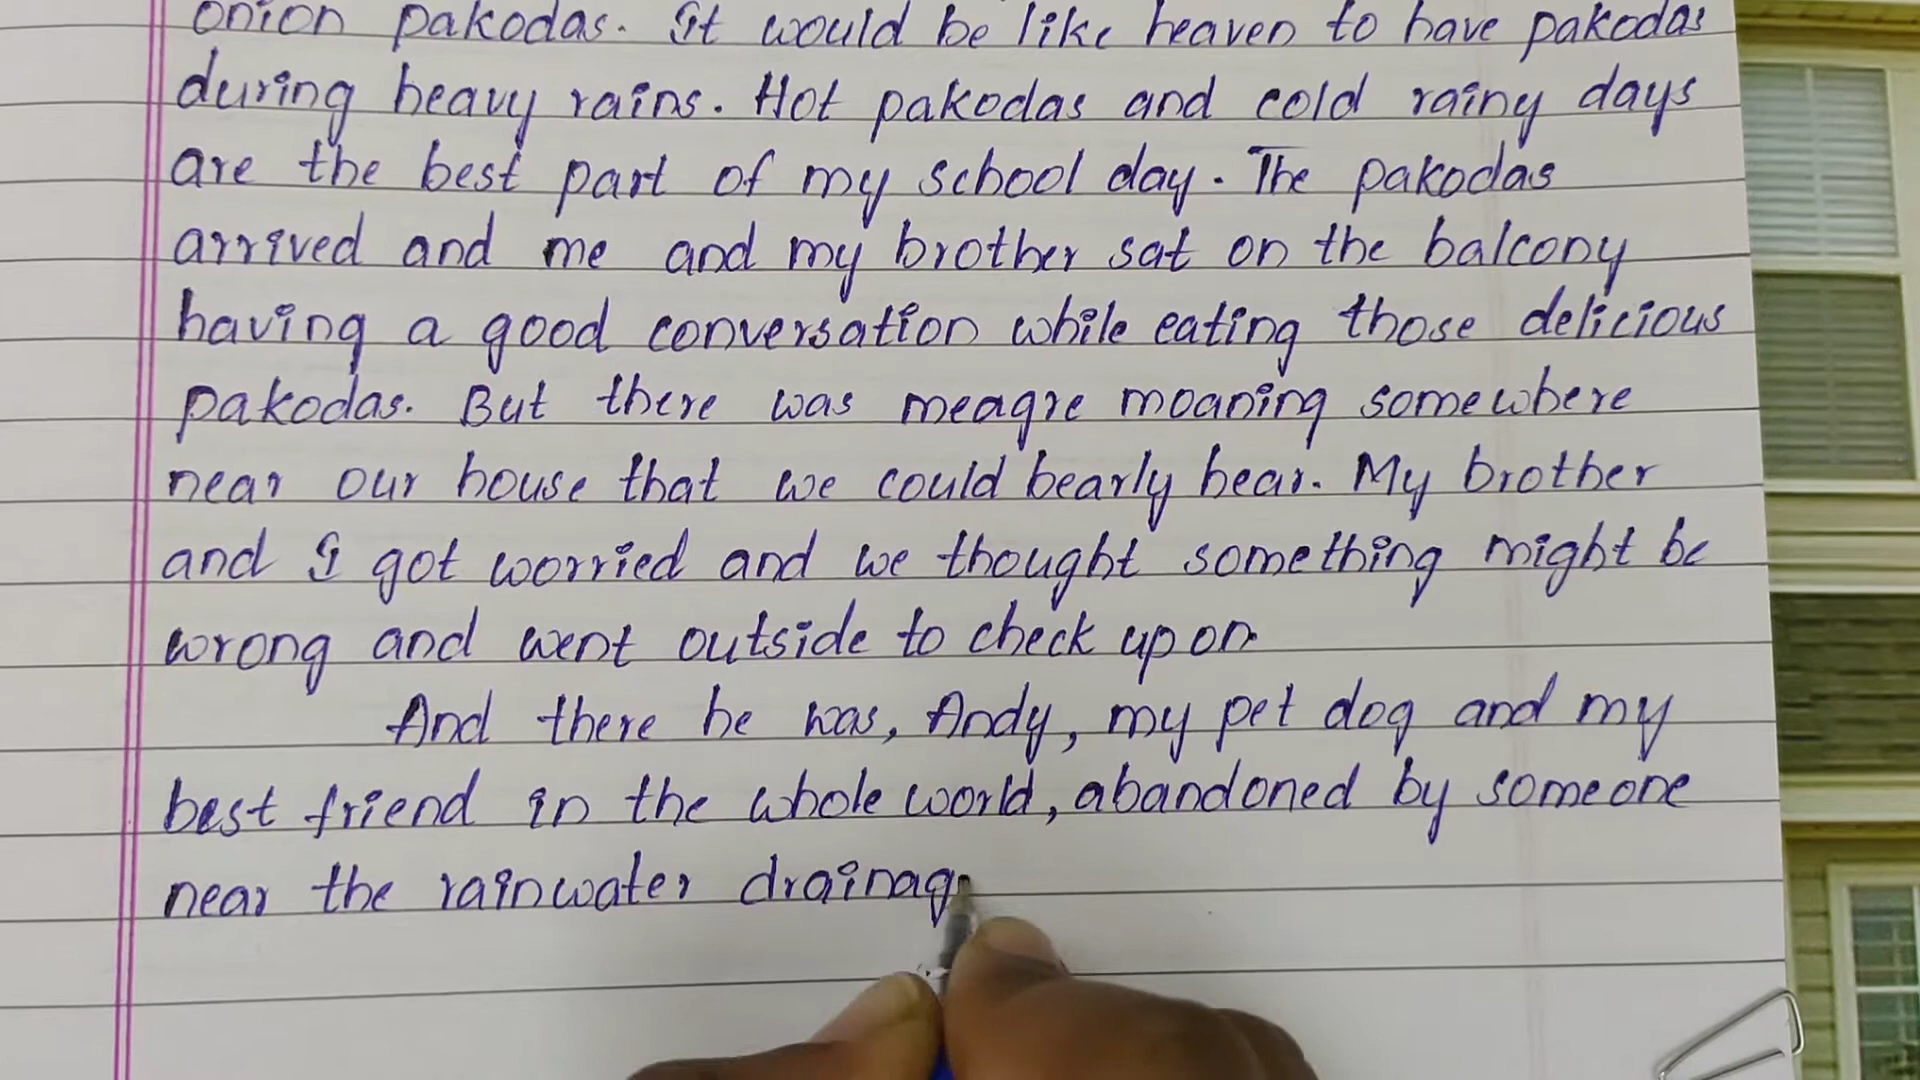 onion pakodas. It would be like heaven to have pakodas
during heavy rains. Hot pakodas and cold rainy days
are the best part of my school day. The pakodas
arrived and me and my brother sat on the balcony
having a good conversation while eating those delicious
pakodas. But there was meagre moaning somewhere
near our house that we could bearly hear. My brother
and I got worried and we thought something might be
wrong and went outside to check upon
And there he was, Andy, my pet dog and my
best friend in the whole world, abandoned by someone
near the rainwater drainag